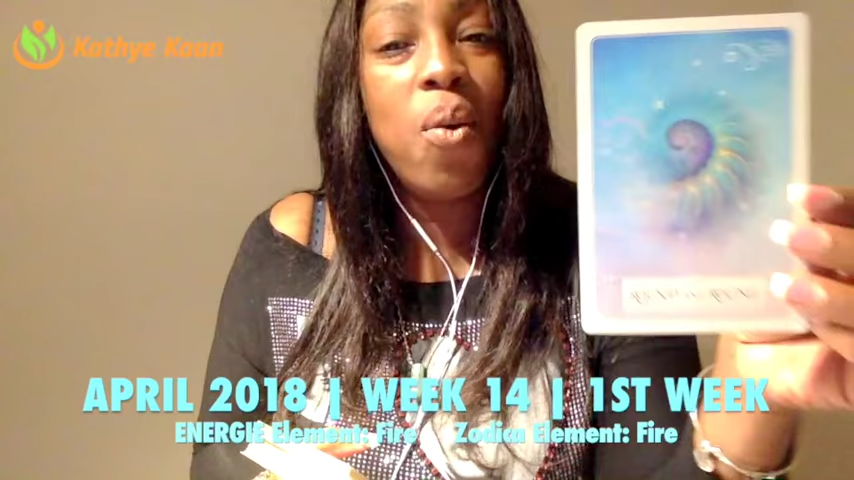 Kathye Kaan
APRIL 2018 | WEEK 14 | 1ST WEEK
ENERGIE Element: Fire Zodica Element: Fire